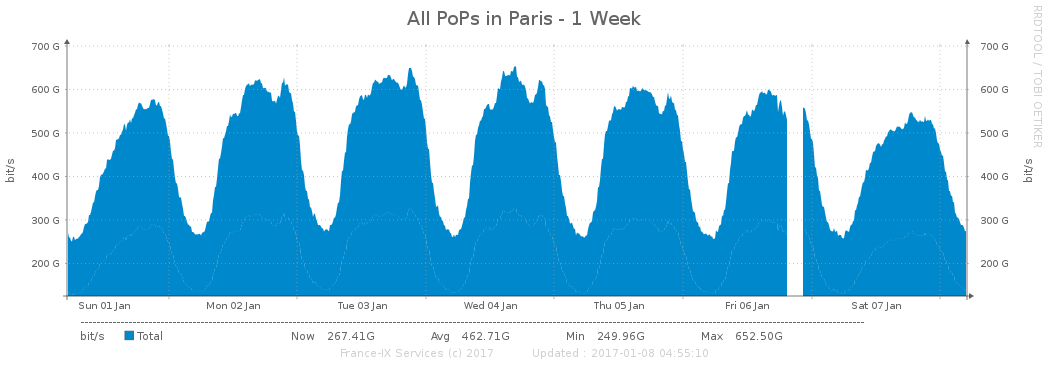 All PoPs in Paris - 1 Week
RRDTOOL / TOBI OETIKER
700 G 700 G
600 G 600 G
500 G 500 G
400 G 400 G
300 G 300 G
200 G 200 G
bit/s
bit/s
Sun 01 Jan Mon 02 Jan Tue 03 Jan Wed 04 Jan Thu 05 Jan Fri 06 Jan Sat 07 Jan
bit/s Total Now 267.41G Avg 462.71G Min 249.96G Max 652.50G
France-IX Services (c) 2017 Updated : 2017-01-08 04:55:10